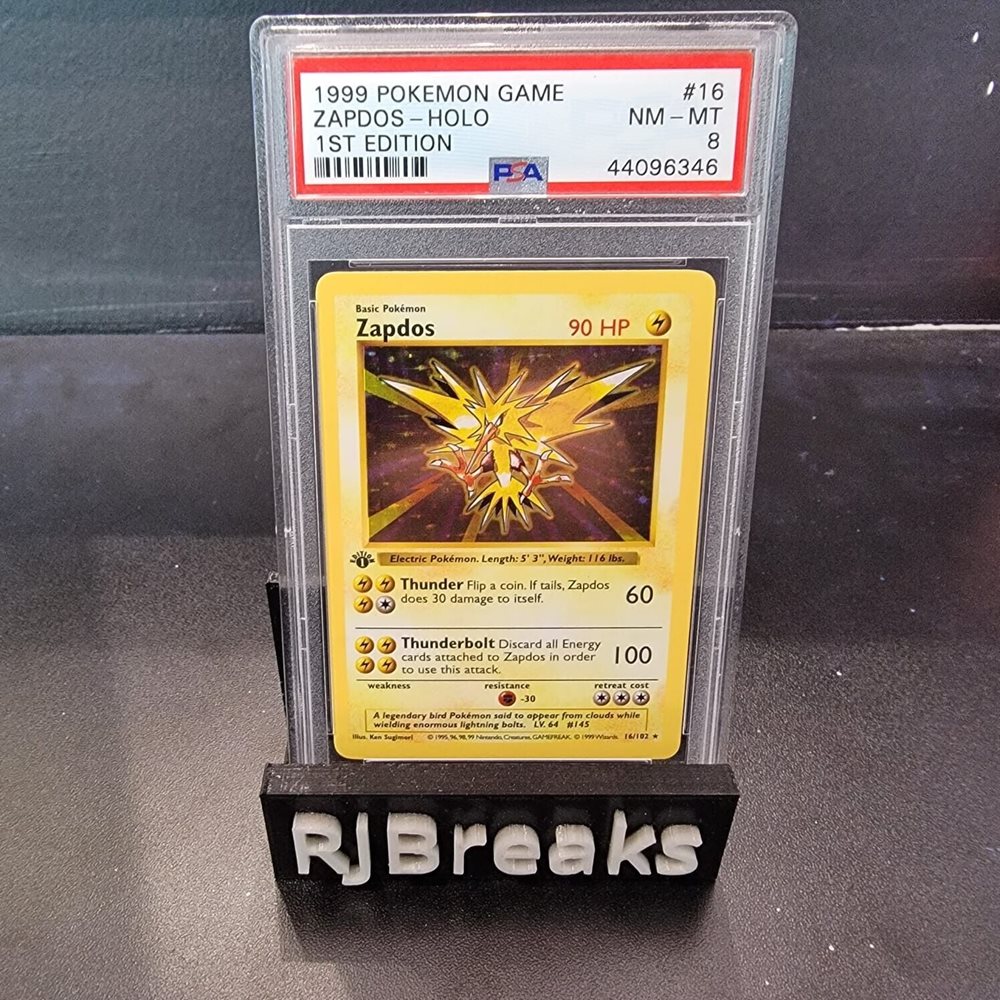 1999 POKEMON GAME #16
ZAPDOS – HOLO NM – MT
1ST EDITION 8
PSA 44096346
Basic Pokémon
Zapdos 90 HP
EDITION
1
Electric Pokémon. Length: 5' 3", Weight: 116 lbs.
Thunder Flip a coin. If tails, Zapdos
does 30 damage to itself. 60
Thunderbolt Discard all Energy
cards attached to Zapdos in order
to use this attack. 100
weakness resistance retreat cost
-30
A legendary bird Pokémon said to appear from clouds while
wielding enormous lightning bolts. LV. 64 #145
Illus. Ken Sugimori © 1995, 96, 98, 99 Nintendo, Creatures, GAMEFREAK. © 1999 Wizards. 16/102 ★
RJBreaks